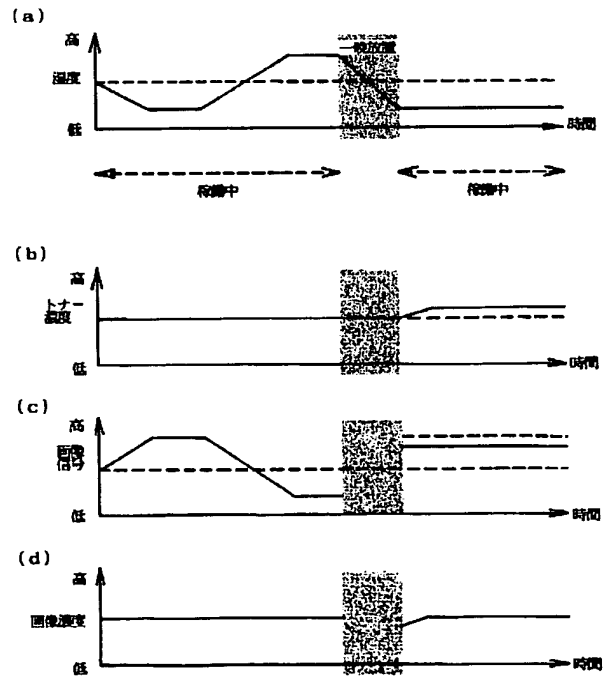 (a)
高
湿度
一晩放置
低
時間
稼働中
稼働中
(b)
高
トナー
濃度
低
時間
(c)
高
画像
信号
低
時間
(d)
高
画像濃度
低
時間